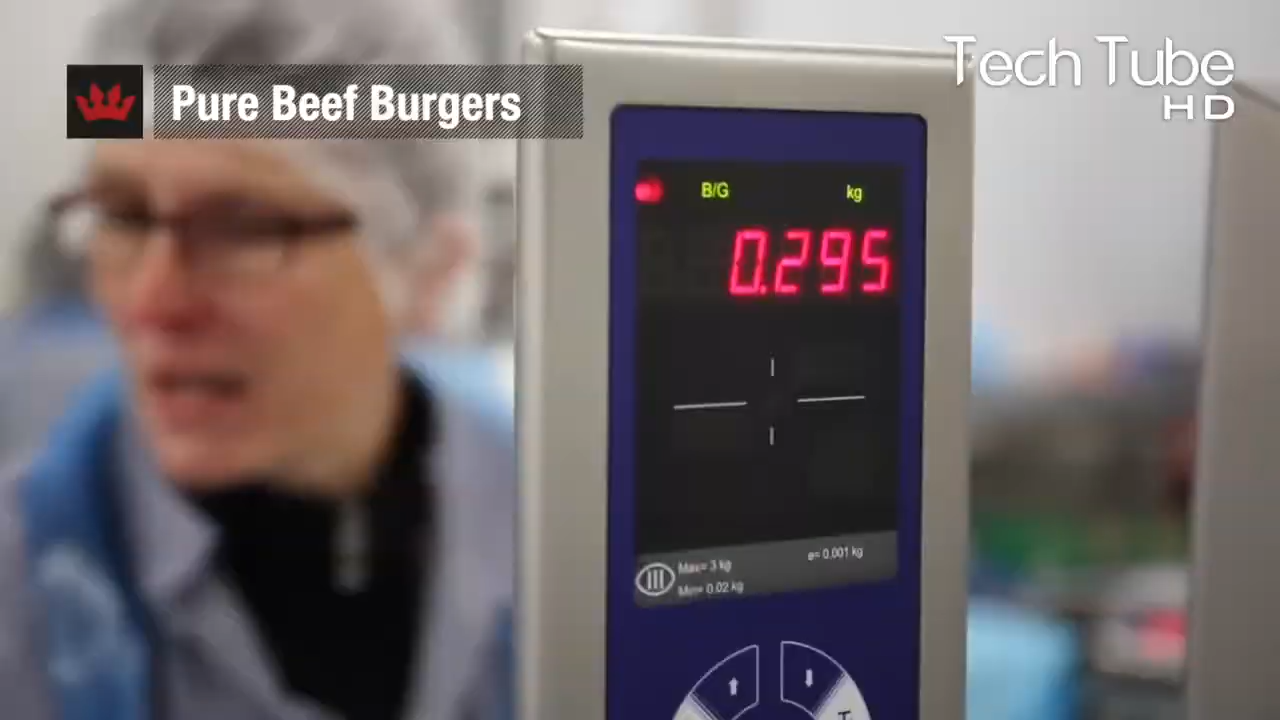 Pure Beef Burgers
Tech Tube
HD
B/G kg
0.295
Max= 3 kg
Min= 0.02 kg
e= 0.001 kg
III
T